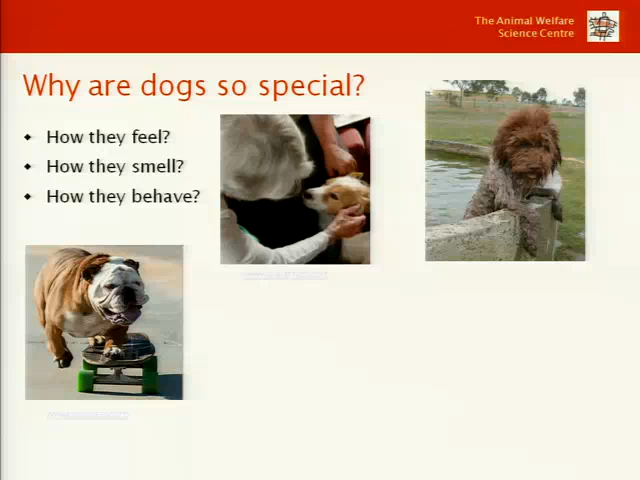 The Animal Welfare
Science Centre
Why are dogs so special?
How they feel?
How they smell?
How they behave?